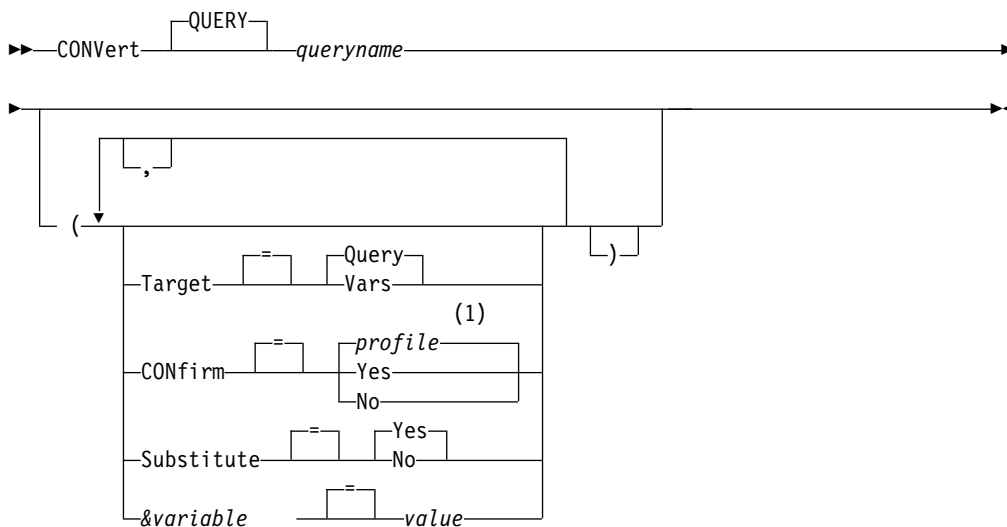 QUERY
CONVert queryname
,
(
)
Target = Query
Vars
(1)
CONfirm = profile
Yes
No
Substitute = Yes
No
&variable = value